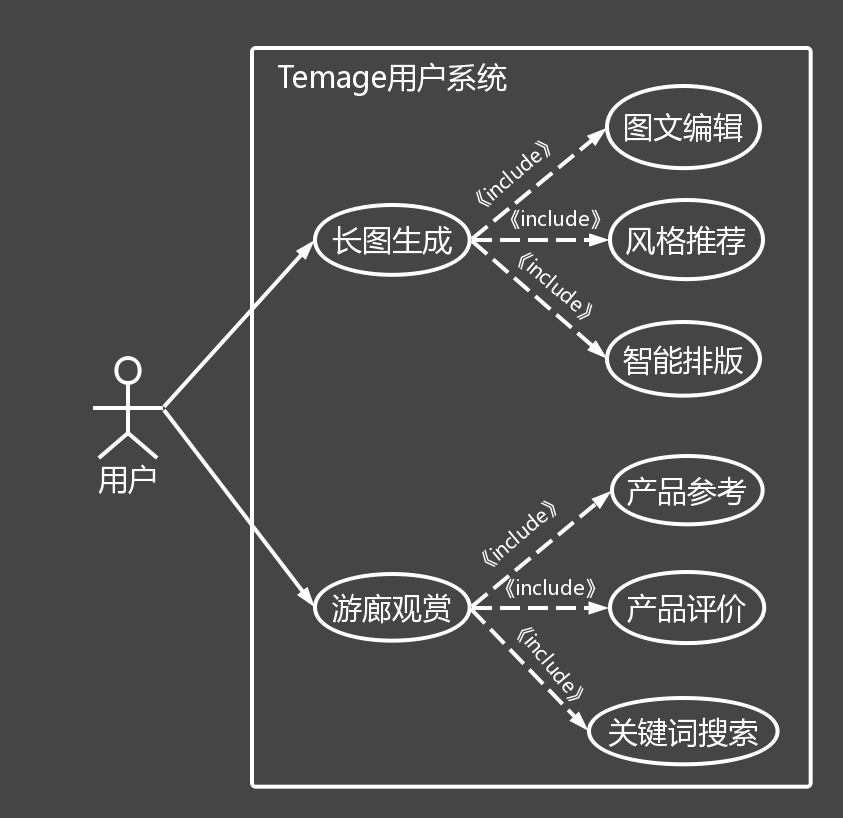 Temage用户系统
图文编辑
《include》
《include》
长图生成
风格推荐
《include》
智能排版
用户
产品参考
《include》
《include》
游廊观赏
产品评价
《include》
关键词搜索